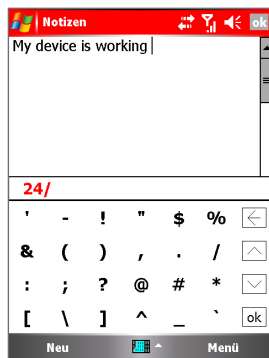 Notizen ok
My device is working
24/
' - ! " $ % ←
& ( ) , . /
: ; ? @ # *
[ \ ] ^ _ ` ok
Neu Menü